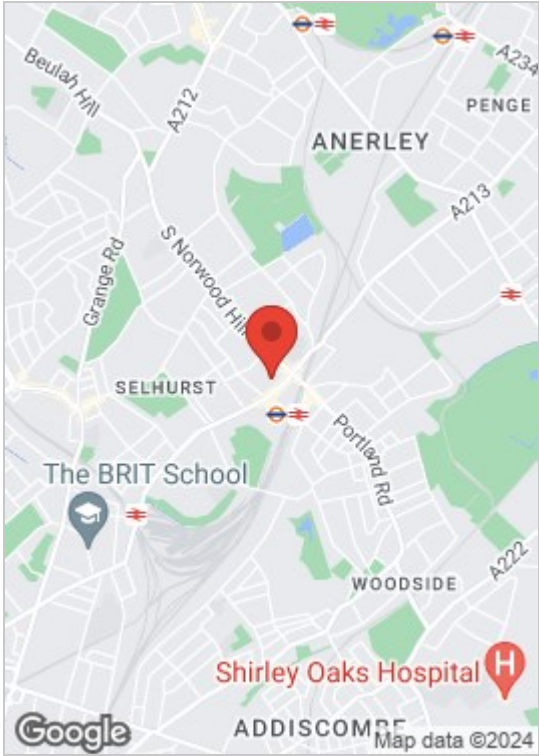 Beulah Hill
A212
A234
PENGE
ANERLEY
A213
S Norwood Hill
Grange Rd
SELHURST
Portland Rd
The BRIT School
A222
WOODSIDE
Shirley Oaks Hospital
H
ADDISCOMBE
Google
Map data ©2024